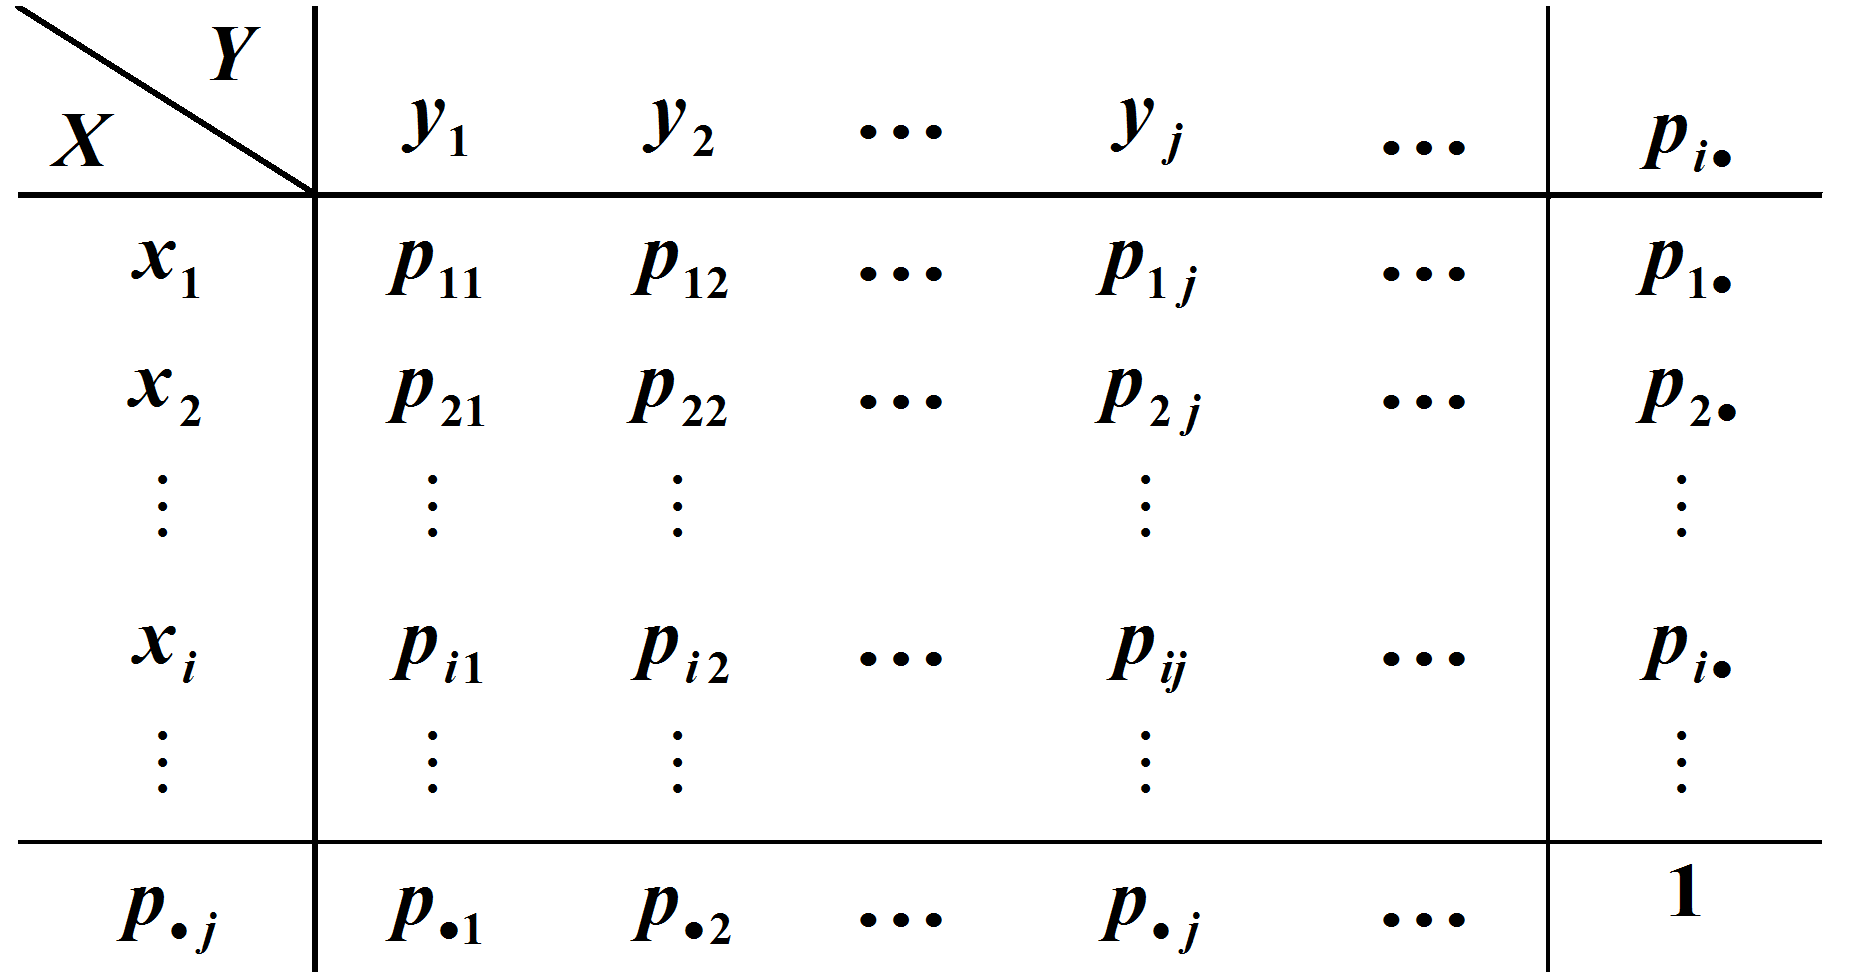 Y
X y₁ y₂ … yⱼ … pᵢ•
x₁ p₁₁ p₁₂ … p₁ⱼ … p₁•
x₂ p₂₁ p₂₂ … p₂ⱼ … p₂•
⋮ ⋮ ⋮ ⋮ ⋮
xᵢ pᵢ₁ pᵢ₂ … pᵢⱼ … pᵢ•
⋮ ⋮ ⋮ ⋮ ⋮
p•ⱼ p•₁ p•₂ … p•ⱼ … 1